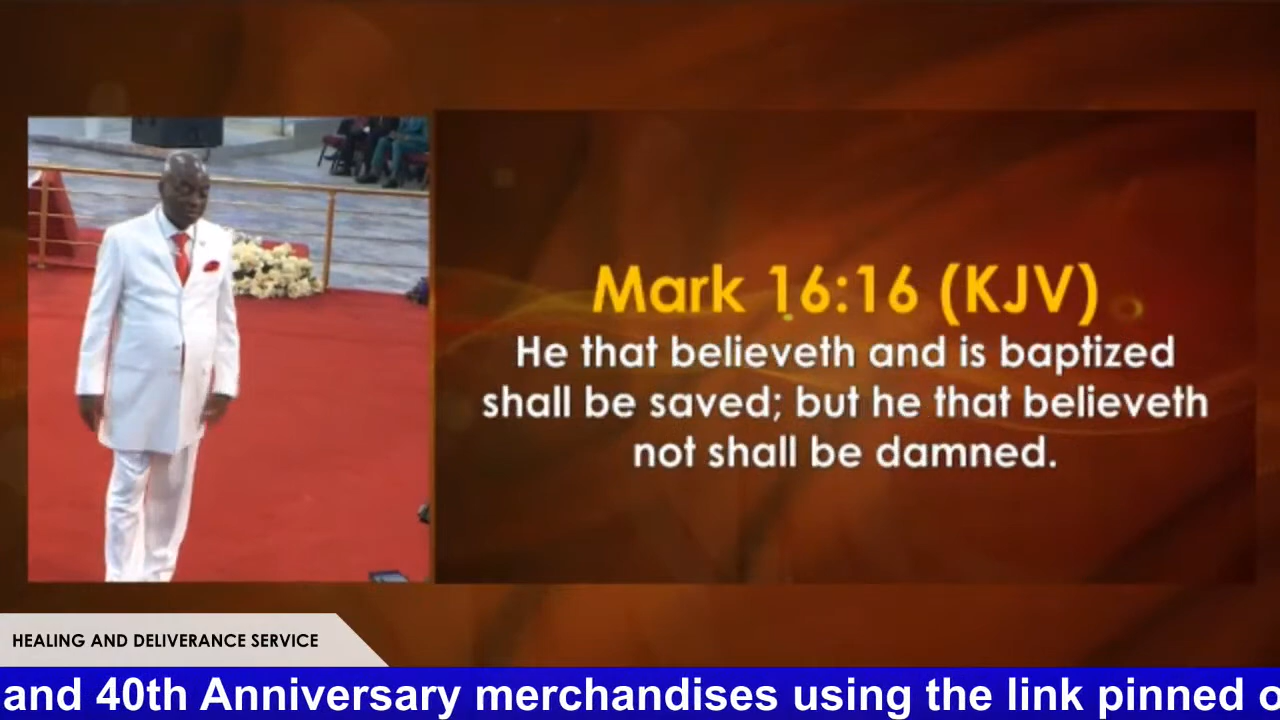 Mark 16:16 (KJV)
He that believeth and is baptized
shall be saved; but he that believeth
not shall be damned.
HEALING AND DELIVERANCE SERVICE
and 40th Anniversary merchandises using the link pinned o